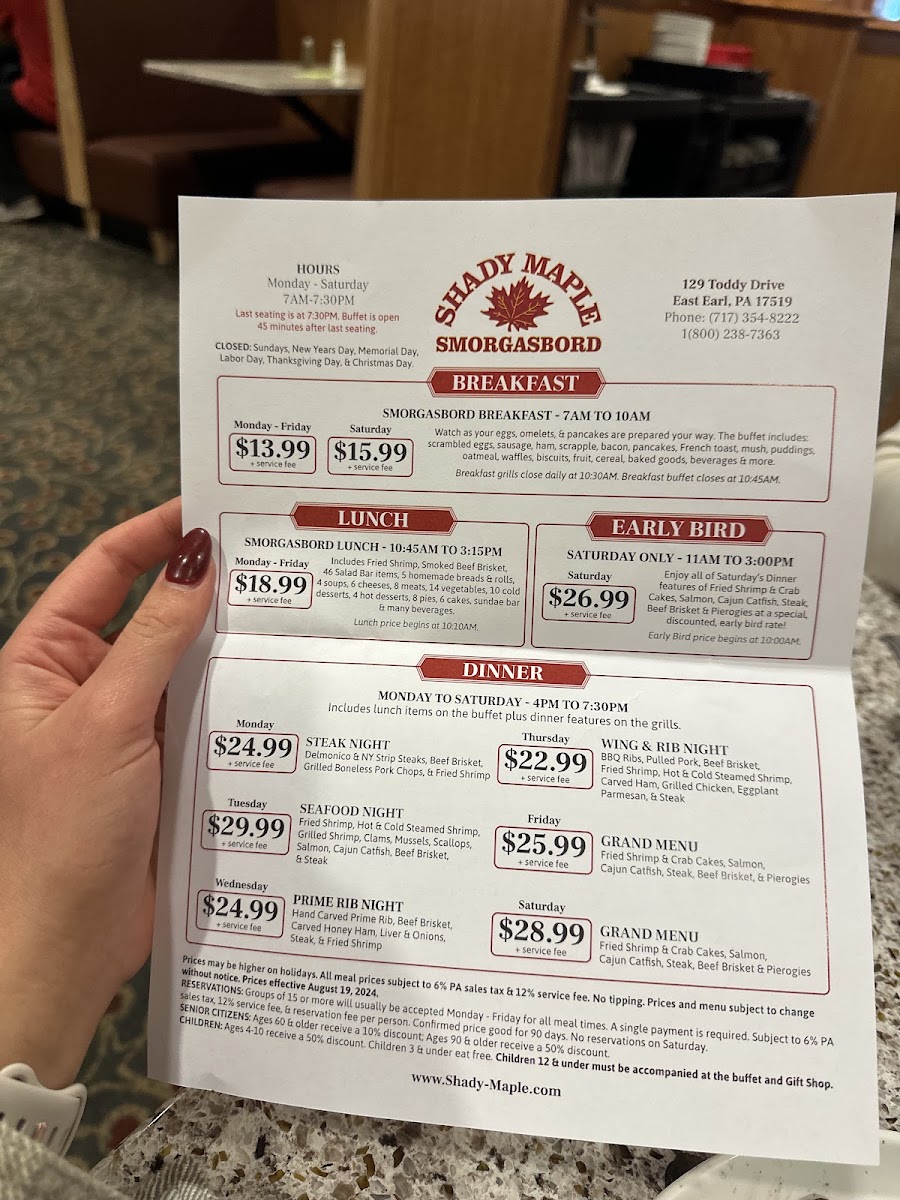 HOURS
Monday - Saturday
7AM-7:30PM
Last seating is at 7:30PM. Buffet is open
45 minutes after last seating.
CLOSED: Sundays, New Years Day, Memorial Day,
Labor Day, Thanksgiving Day, & Christmas Day.
SHADY MAPLE
SMORGASBORD
129 Toddy Drive
East Earl, PA 17519
Phone: (717) 354-8222
1(800) 238-7363
BREAKFAST
SMORGASBORD BREAKFAST - 7AM TO 10AM
Monday - Friday
$13.99
+ service fee
Saturday
$15.99
+ service fee
Watch as your eggs, omelets, & pancakes are prepared your way. The buffet includes:
scrambled eggs, sausage, ham, scrapple, bacon, pancakes, French toast, mush, puddings,
oatmeal, waffles, biscuits, fruit, cereal, baked goods, beverages & more.
Breakfast grills close daily at 10:30AM. Breakfast buffet closes at 10:45AM.
LUNCH
SMORGASBORD LUNCH - 10:45AM TO 3:15PM
Monday - Friday
$18.99
+ service fee
Includes Fried Shrimp, Smoked Beef Brisket,
46 Salad Bar items, 5 homemade breads & rolls,
4 soups, 6 cheeses, 8 meats, 14 vegetables, 10 cold
desserts, 4 hot desserts, 8 pies, 6 cakes, sundae bar
& many beverages.
Lunch price begins at 10:10AM.
EARLY BIRD
SATURDAY ONLY - 11AM TO 3:00PM
Saturday
$26.99
+ service fee
Enjoy all of Saturday's Dinner
features of Fried Shrimp & Crab
Cakes, Salmon, Cajun Catfish, Steak,
Beef Brisket & Pierogies at a special,
discounted, early bird rate!
Early Bird price begins at 10:00AM.
DINNER
MONDAY TO SATURDAY - 4PM TO 7:30PM
Includes lunch items on the buffet plus dinner features on the grills.
Monday
$24.99
+ service fee
STEAK NIGHT
Delmonico & NY Strip Steaks, Beef Brisket,
Grilled Boneless Pork Chops, & Fried Shrimp
Tuesday
$29.99
+ service fee
SEAFOOD NIGHT
Fried Shrimp, Hot & Cold Steamed Shrimp,
Grilled Shrimp, Clams, Mussels, Scallops,
Salmon, Cajun Catfish, Beef Brisket,
& Steak
Wednesday
$24.99
+ service fee
PRIME RIB NIGHT
Hand Carved Prime Rib, Beef Brisket,
Carved Honey Ham, Liver & Onions,
Steak, & Fried Shrimp
Thursday
$22.99
+ service fee
WING & RIB NIGHT
BBQ Ribs, Pulled Pork, Beef Brisket,
Fried Shrimp, Hot & Cold Steamed Shrimp,
Carved Ham, Grilled Chicken, Eggplant
Parmesan, & Steak
Friday
$25.99
+ service fee
GRAND MENU
Fried Shrimp & Crab Cakes, Salmon,
Cajun Catfish, Steak, Beef Brisket, & Pierogies
Saturday
$28.99
+ service fee
GRAND MENU
Fried Shrimp & Crab Cakes, Salmon,
Cajun Catfish, Steak, Beef Brisket & Pierogies
Prices may be higher on holidays. All meal prices subject to 6% PA sales tax & 12% service fee. No tipping. Prices and menu subject to change
without notice. Prices effective August 19, 2024.
RESERVATIONS: Groups of 15 or more will usually be accepted Monday - Friday for all meal times. A single payment is required. Subject to 6% PA
sales tax, 12% service fee, & reservation fee per person. Confirmed price good for 90 days. No reservations on Saturday.
SENIOR CITIZENS: Ages 60 & older receive a 10% discount; Ages 90 & older receive a 50% discount.
CHILDREN: Ages 4-10 receive a 50% discount. Children 3 & under eat free. Children 12 & under must be accompanied at the buffet and Gift Shop.
www.Shady-Maple.com